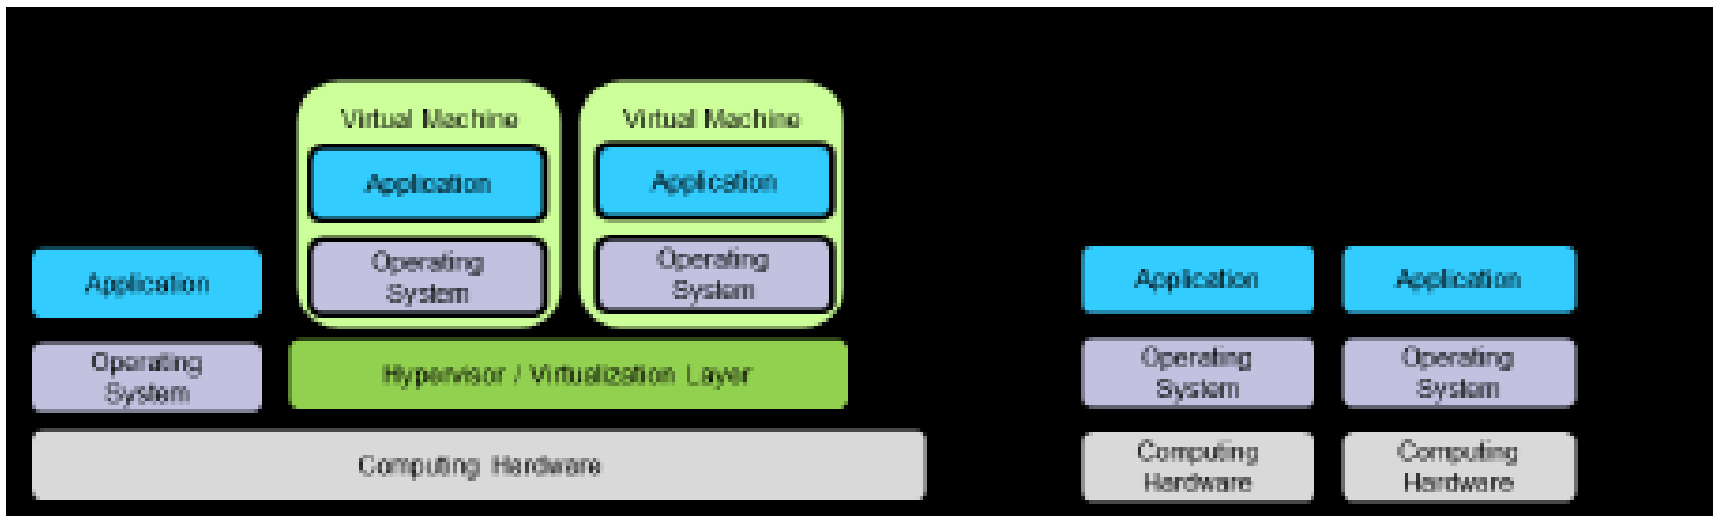 Virtual Machine
Application
Operating
System
Virtual Machine
Application
Operating
System
Application
Operating
System
Hypervisor / Virtualization Layer
Computing Hardware
Application
Operating
System
Computing
Hardware
Application
Operating
System
Computing
Hardware